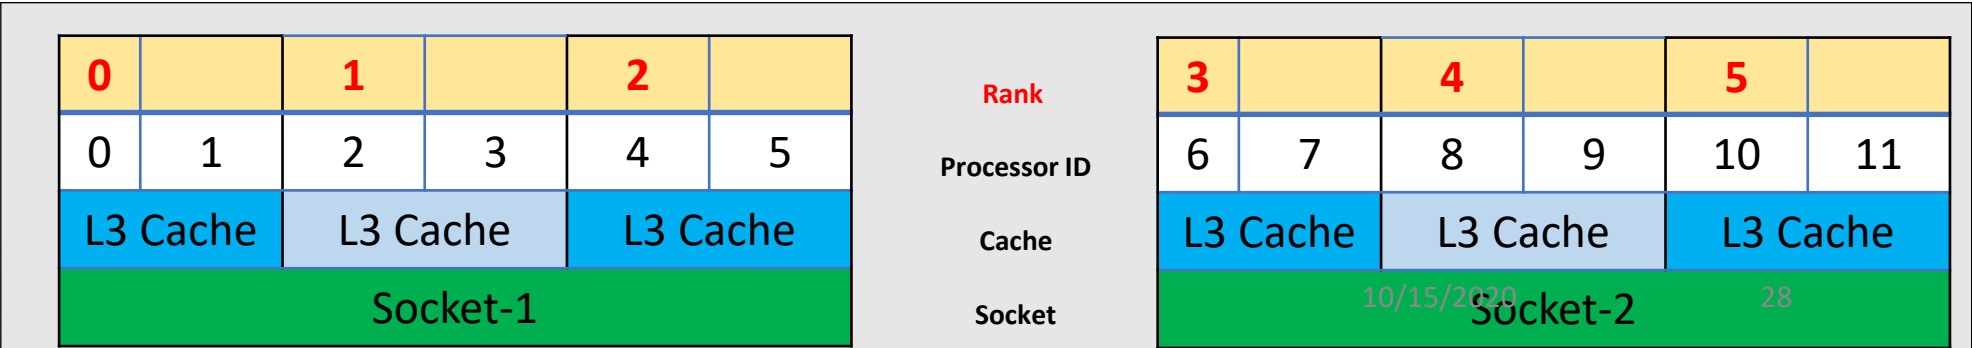 0 1 2 Rank 3 4 5
0 1 2 3 4 5 Processor ID 6 7 8 9 10 11
L3 Cache L3 Cache L3 Cache Cache L3 Cache L3 Cache L3 Cache
Socket-1 Socket Socket-2
10/15/2020 28